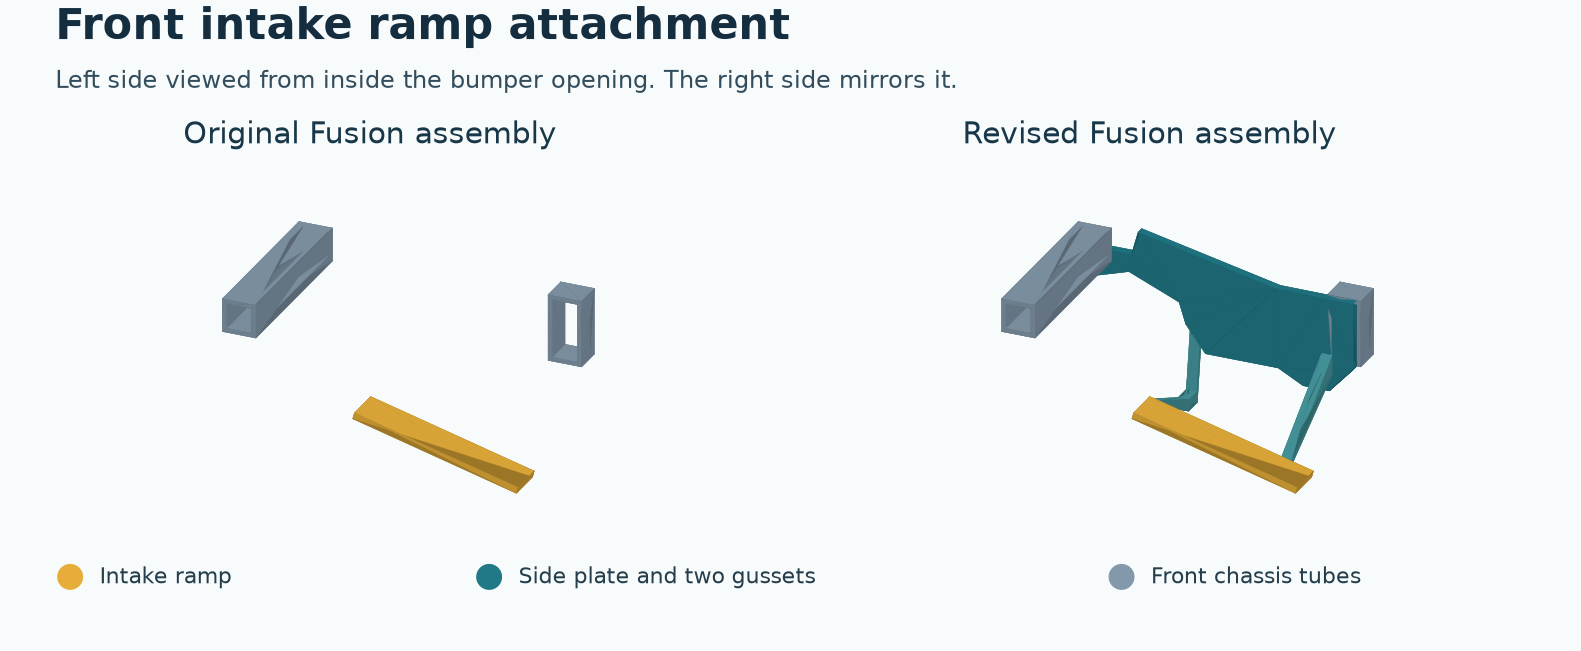 Front intake ramp attachment
Left side viewed from inside the bumper opening. The right side mirrors it.
Original Fusion assembly
Revised Fusion assembly
Intake ramp
Side plate and two gussets
Front chassis tubes